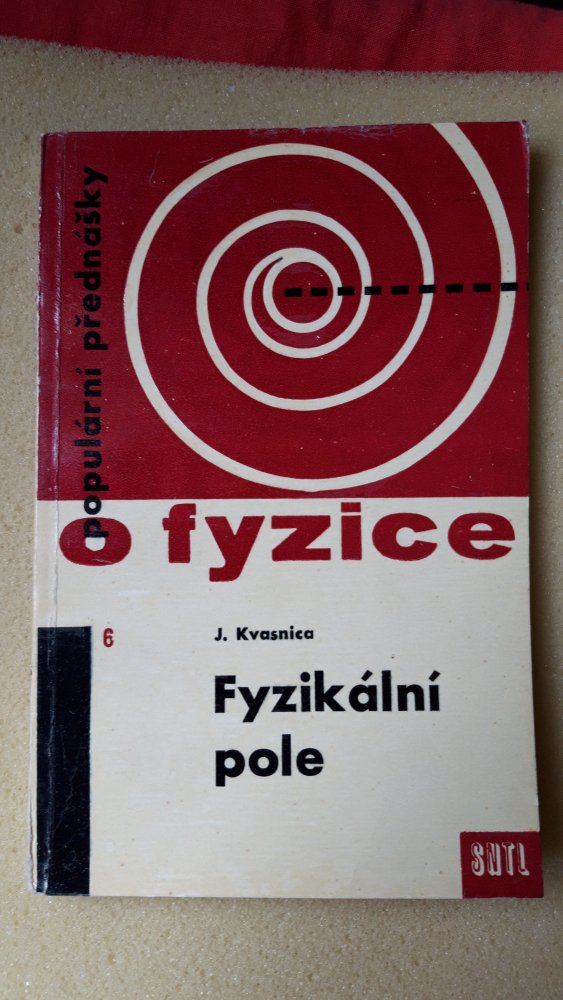 populární přednášky
o fyzice
6
J. Kvasnica
Fyzikální
pole
SNTL